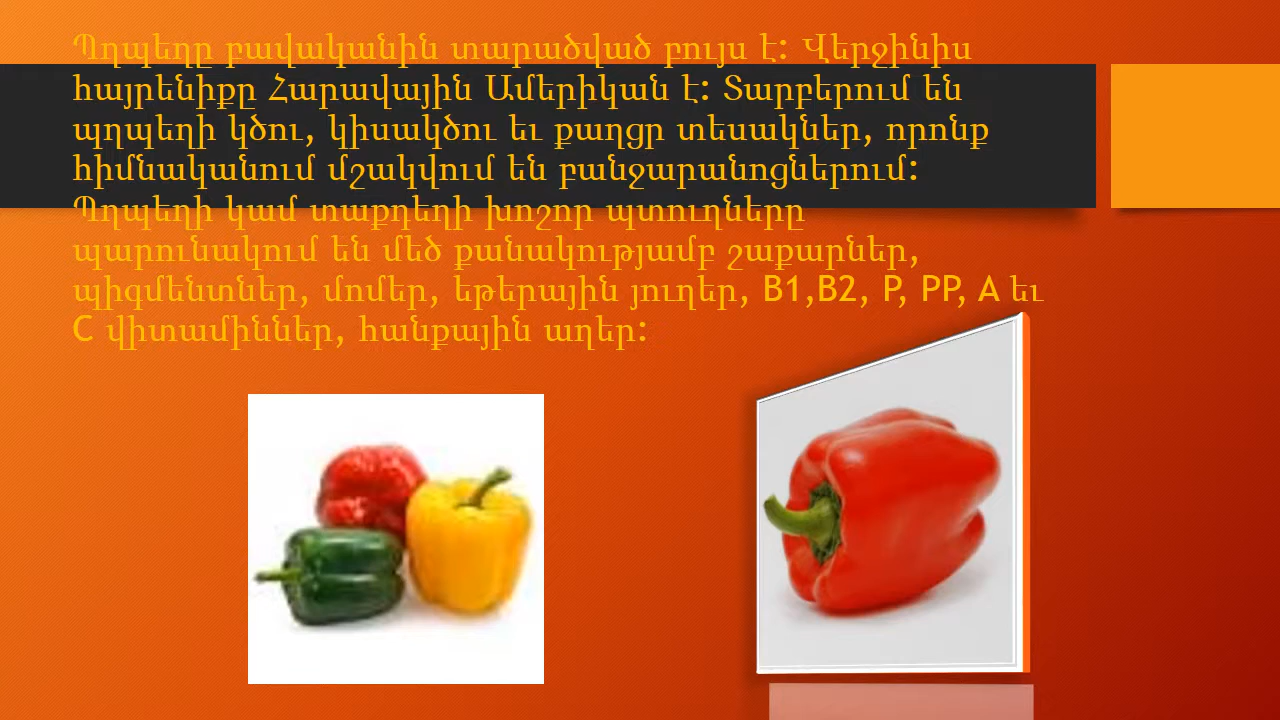 Պղպեղը բավականին տարածված բույս է: Վերջինիս
հայրենիքը Հարավային Ամերիկան է: Տարբերում են
պղպեղի կծու, կիսակծու եւ քաղցր տեսակներ, որոնք
հիմնականում մշակվում են բանջարանոցներում:
Պղպեղի կամ տաքդեղի խոշոր պտուղները
պարունակում են մեծ քանակությամբ շաքարներ,
պիգմենտներ, մոմեր, եթերային յուղեր, B1,B2, P, PP, A եւ
C վիտամիններ, հանքային աղեր: